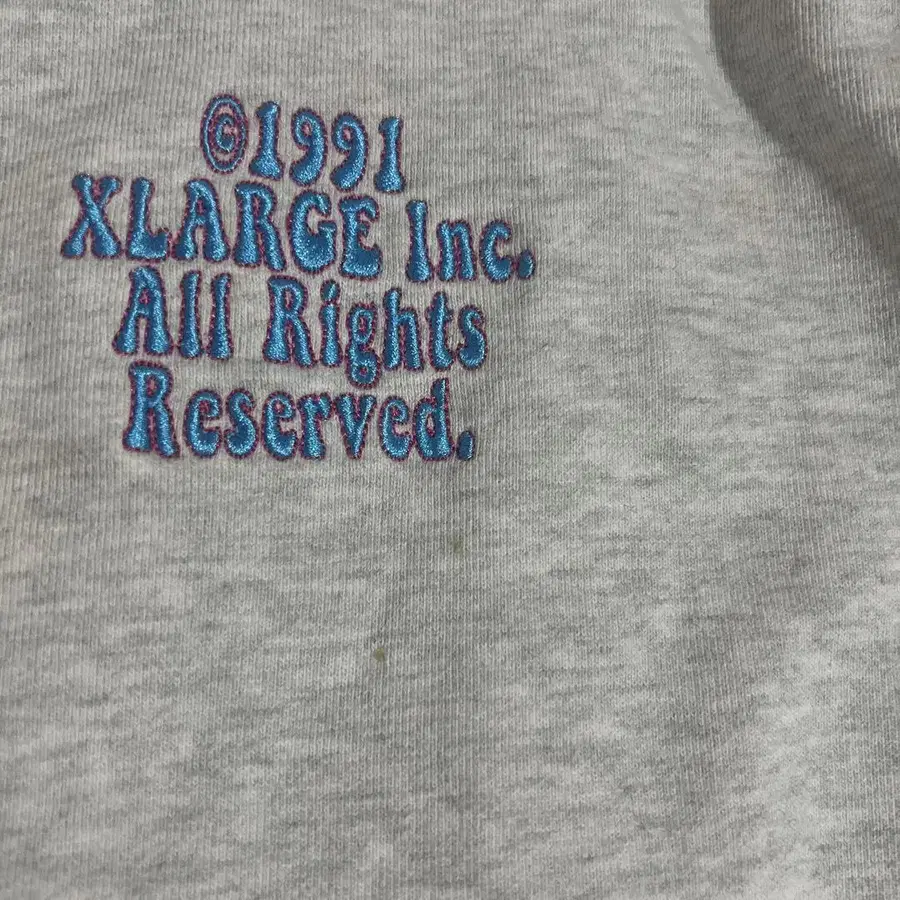 ©1991
XLARGE Inc.
All Rights
Reserved.